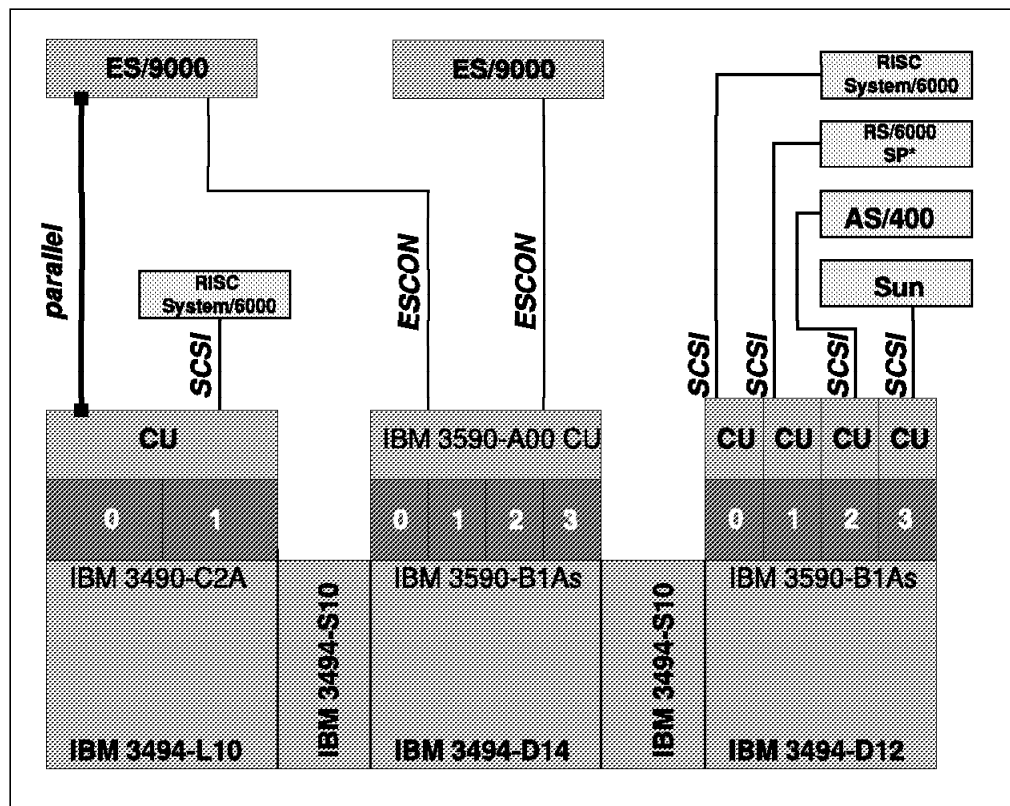 ES/9000
ES/9000
RISC
System/6000
RS/6000
SP*
AS/400
Sun
parallel
RISC
System/6000
SCSI
ESCON
ESCON
SCSI
SCSI
SCSI
SCSI
CU
IBM 3590-A00 CU
CU
CU
CU
CU
0
1
0
1
2
3
0
1
2
3
IBM 3490-C2A
IBM 3590-B1As
IBM 3590-B1As
IBM 3494-S10
IBM 3494-S10
IBM 3494-L10
IBM 3494-D14
IBM 3494-D12